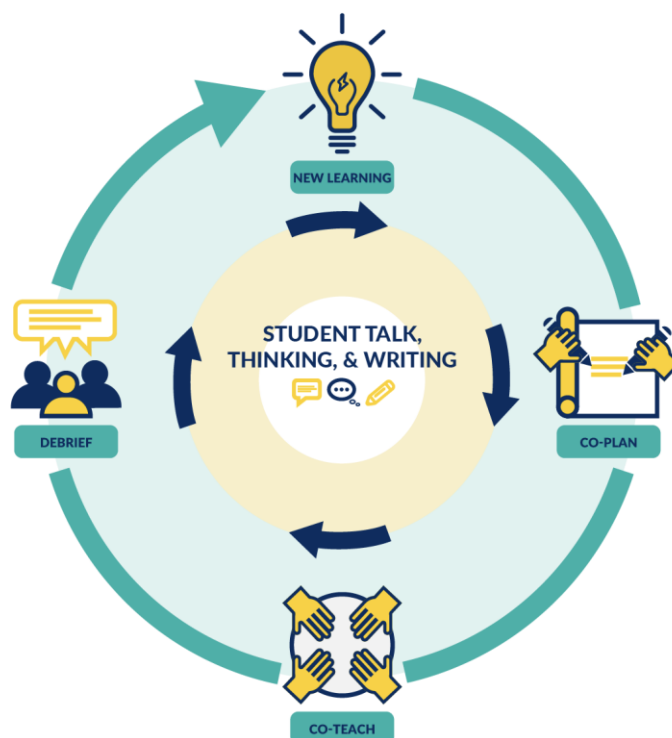 NEW LEARNING
STUDENT TALK,
THINKING, & WRITING
DEBRIEF
CO-PLAN
CO-TEACH